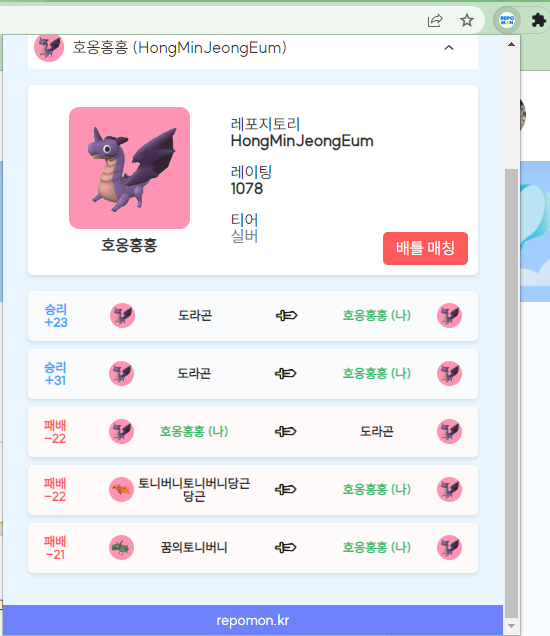 REPO
MON
호옹홍홍 (HongMinJeongEum)
레포지토리
HongMinJeongEum
레이팅
1078
티어
실버
호옹홍홍
배틀 매칭
승리
+23
도라곤
호옹홍홍 (나)
승리
+31
도라곤
호옹홍홍 (나)
패배
-22
호옹홍홍 (나)
도라곤
패배
-22
토니버니토니버니당근
당근
호옹홍홍 (나)
패배
-21
꿈의토니버니
호옹홍홍 (나)
repomon.kr